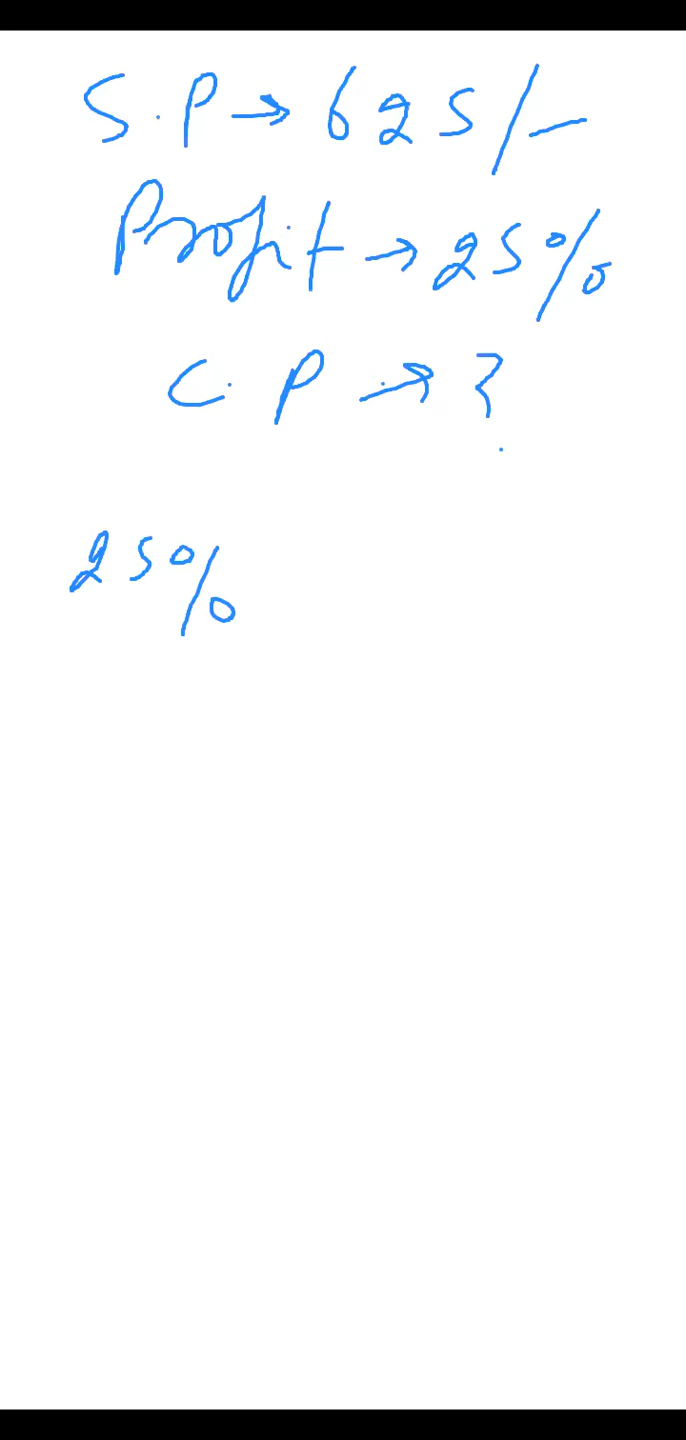 S.P → 625/-
Profit → 25%
C.P → ?
25%